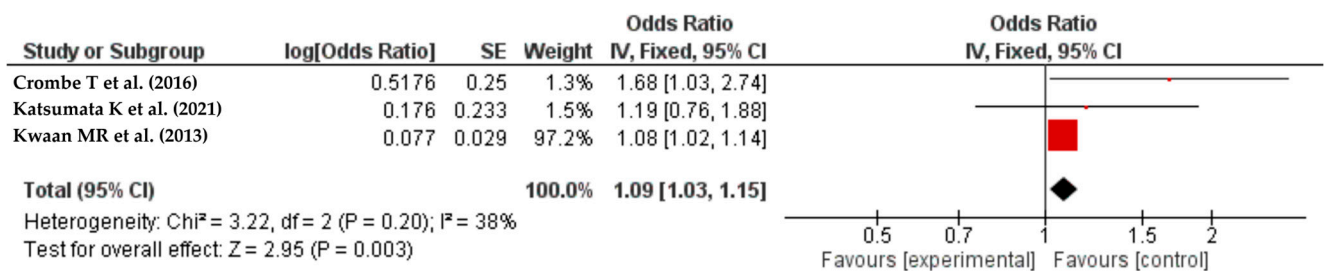 Odds Ratio Odds Ratio
Study or Subgroup log[Odds Ratio] SE Weight IV, Fixed, 95% CI IV, Fixed, 95% CI
Crombe T et al. (2016) 0.5176 0.25 1.3% 1.68 [1.03, 2.74]
Katsumata K et al. (2021) 0.176 0.233 1.5% 1.19 [0.76, 1.88]
Kwaan MR et al. (2013) 0.077 0.029 97.2% 1.08 [1.02, 1.14]
Total (95% CI) 100.0% 1.09 [1.03, 1.15]
Heterogeneity: Chi² = 3.22, df = 2 (P = 0.20); I² = 38%
Test for overall effect: Z = 2.95 (P = 0.003)
0.5 0.7 1 1.5 2
Favours [experimental] Favours [control]